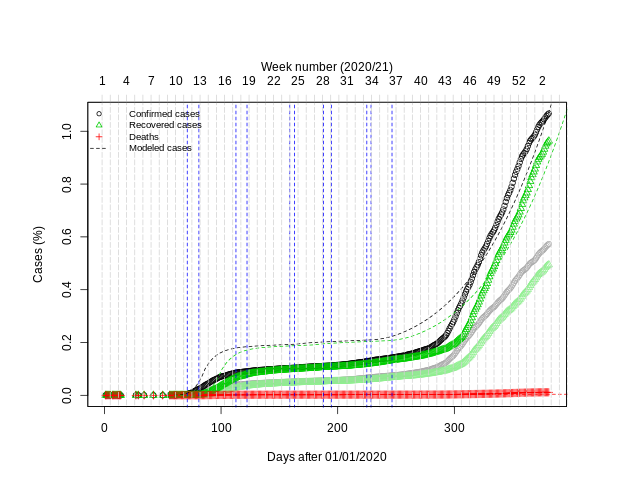 Week number (2020/21)
1 4 7 10 13 16 19 22 25 28 31 34 37 40 43 46 49 52 2
Confirmed cases
Recovered cases
Deaths
Modeled cases
Cases (%)
1.0
0.8
0.6
0.4
0.2
0.0
0 100 200 300
Days after 01/01/2020